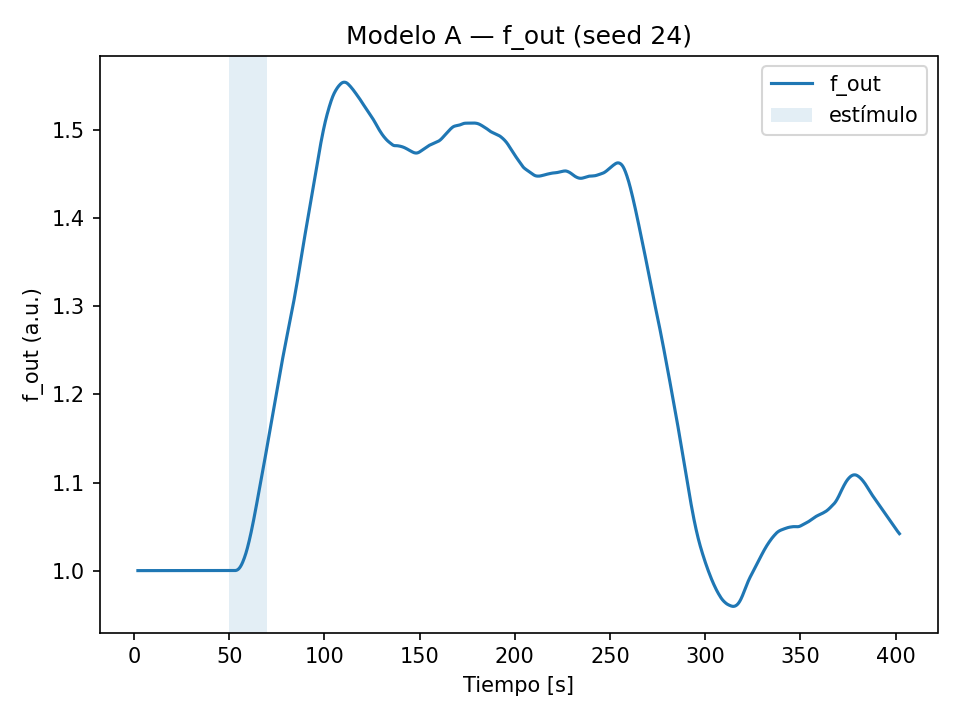 Modelo A — f_out (seed 24)
f_out
estímulo
f_out (a.u.)
1.5
1.4
1.3
1.2
1.1
1.0
0 50 100 150 200 250 300 350 400
Tiempo [s]